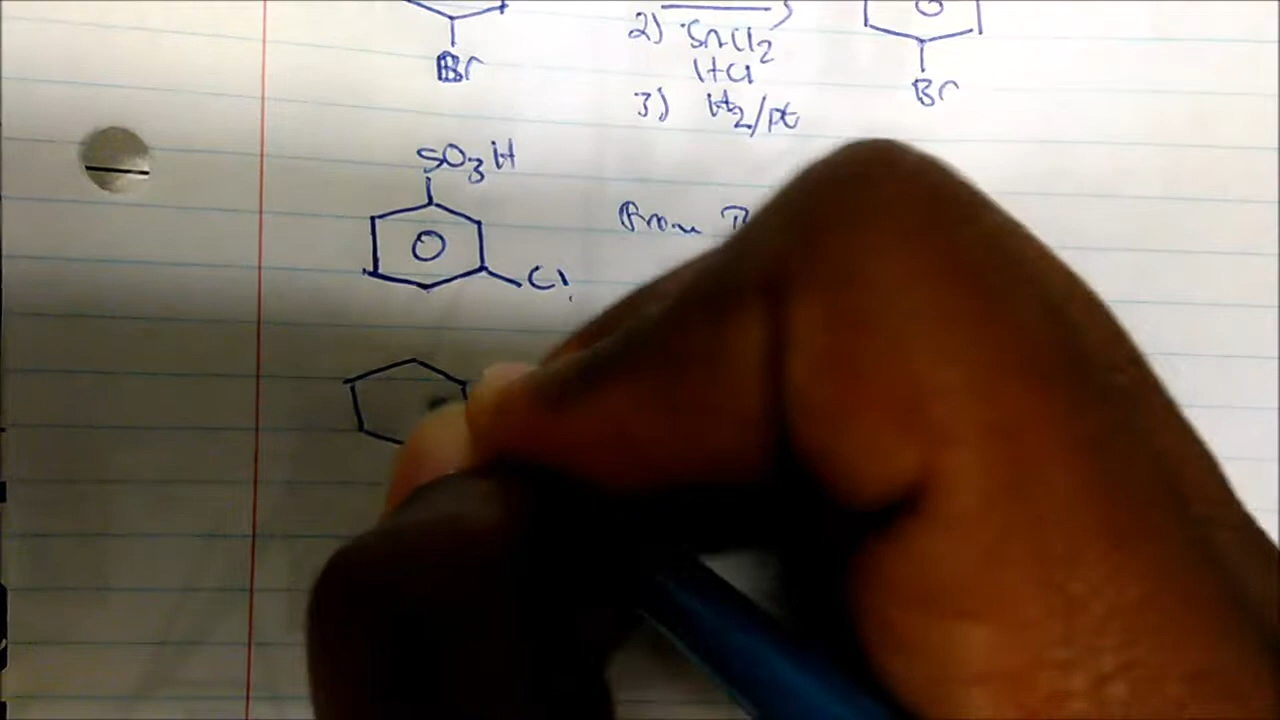 2) SnCl2
HCl
Br
Br
3) H2/pt
SO3H
From
Cl